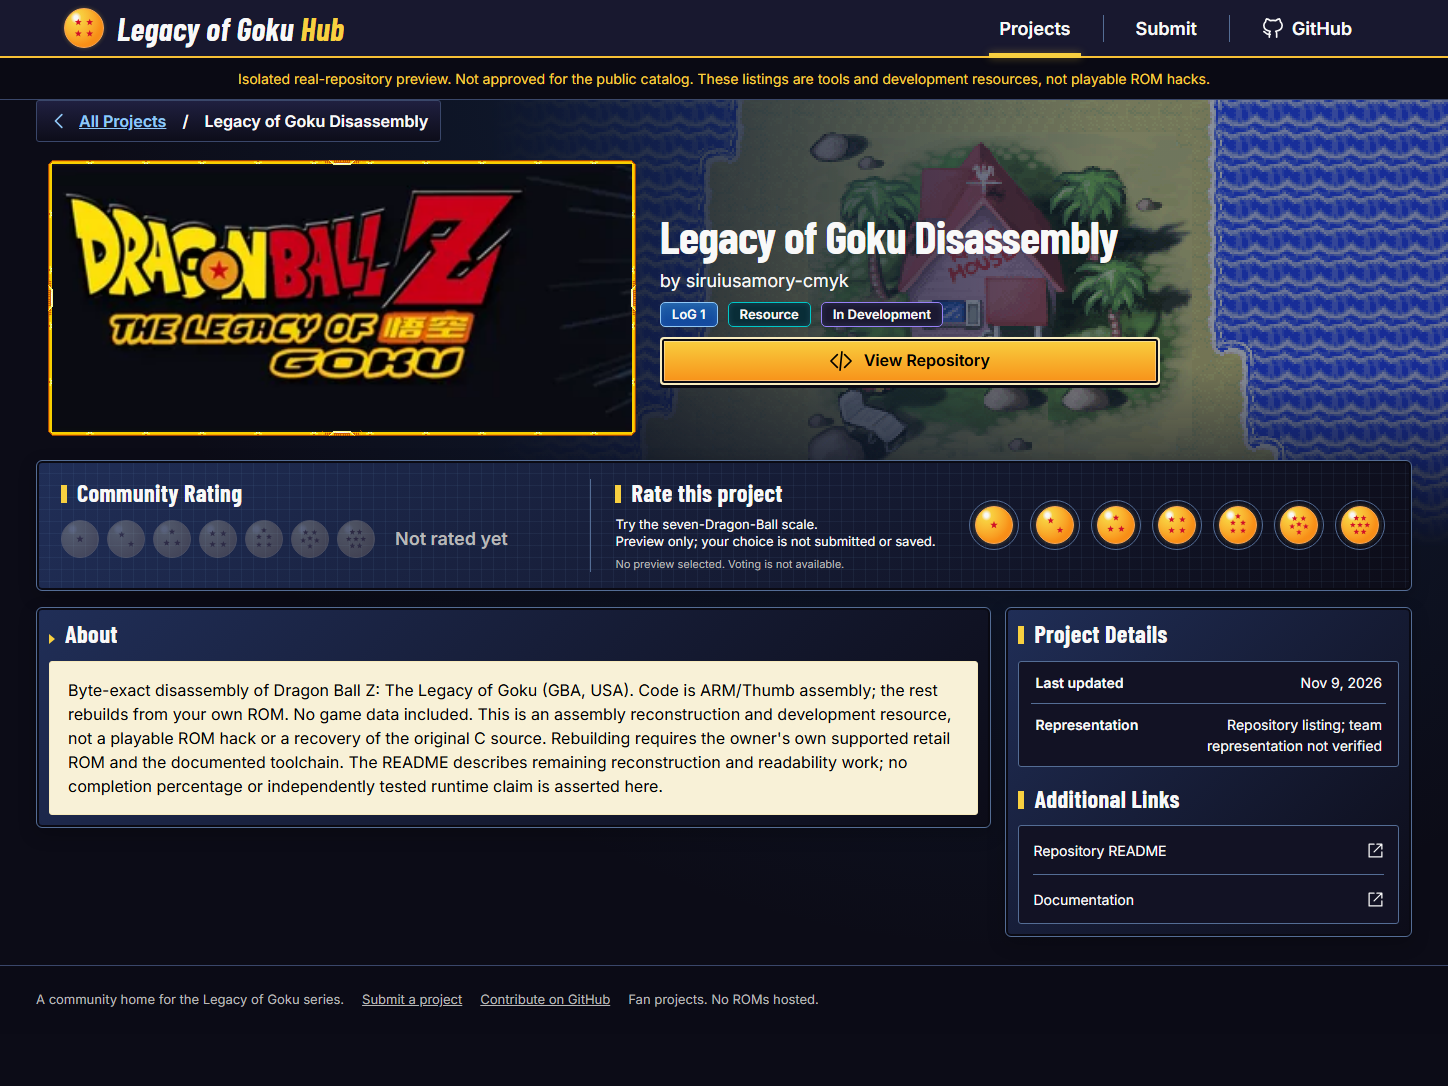 Legacy of Goku Hub
Projects
Submit
GitHub
Isolated real-repository preview. Not approved for the public catalog. These listings are tools and development resources, not playable ROM hacks.
All Projects / Legacy of Goku Disassembly
DRAGON BALL Z
THE LEGACY OF 悟空
GOKU
HOUSE
Legacy of Goku Disassembly
by siruiusamory-cmyk
LoG 1
Resource
In Development
View Repository
Community Rating
Not rated yet
Rate this project
Try the seven-Dragon-Ball scale.
Preview only; your choice is not submitted or saved.
No preview selected. Voting is not available.
About
Byte-exact disassembly of Dragon Ball Z: The Legacy of Goku (GBA, USA). Code is ARM/Thumb assembly; the rest
rebuilds from your own ROM. No game data included. This is an assembly reconstruction and development resource,
not a playable ROM hack or a recovery of the original C source. Rebuilding requires the owner's own supported retail
ROM and the documented toolchain. The README describes remaining reconstruction and readability work; no
completion percentage or independently tested runtime claim is asserted here.
Project Details
Last updated
Nov 9, 2026
Representation
Repository listing; team
representation not verified
Additional Links
Repository README
Documentation
A community home for the Legacy of Goku series.
Submit a project
Contribute on GitHub
Fan projects. No ROMs hosted.